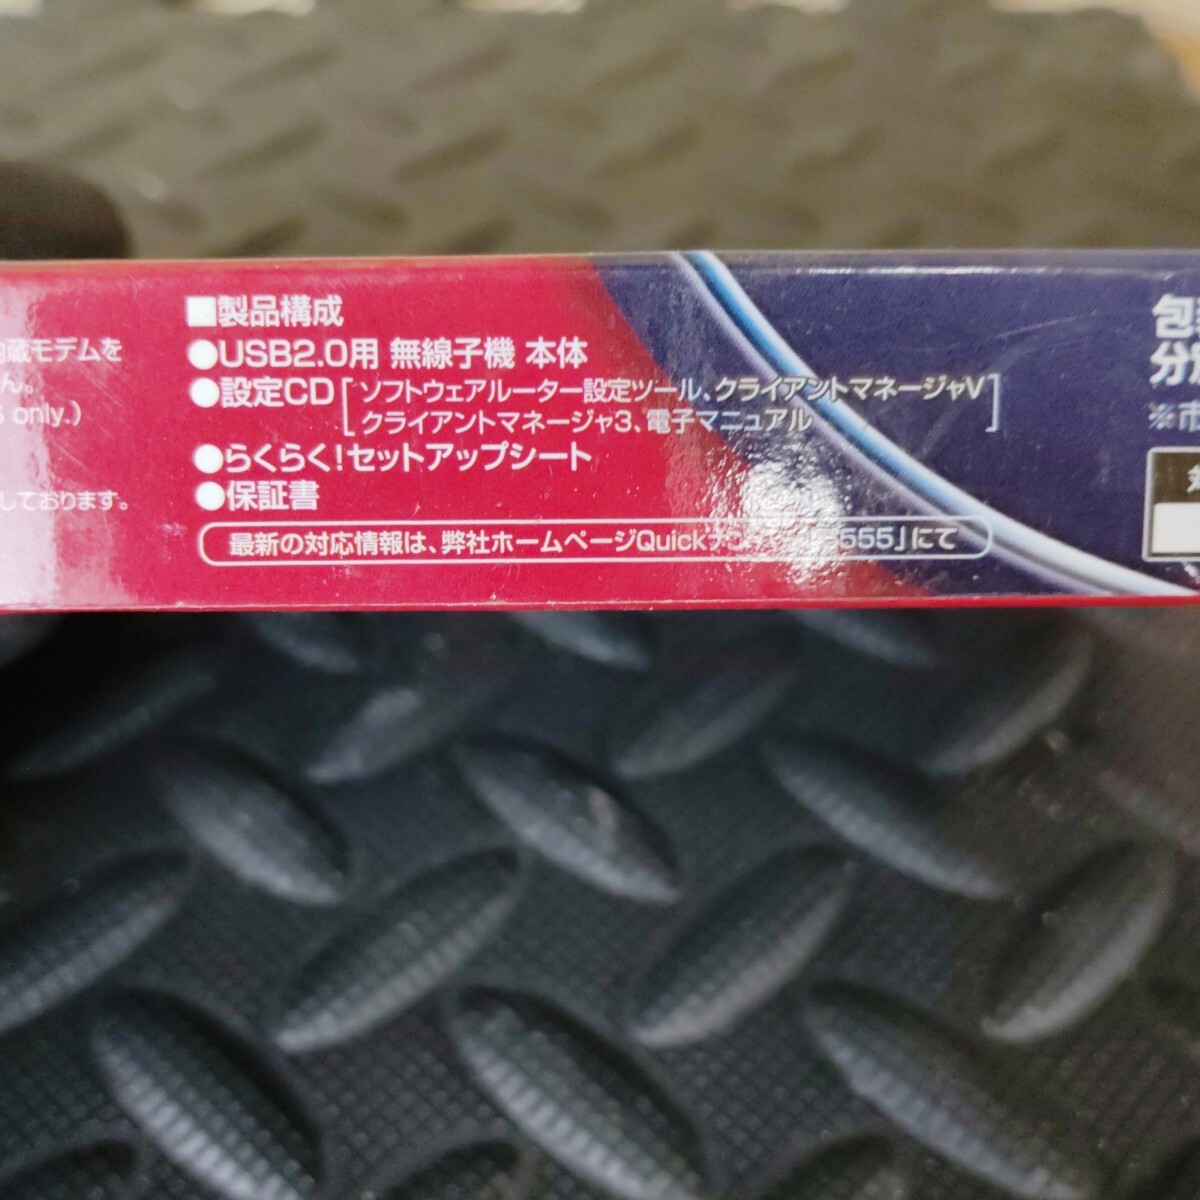 ■製品構成
●USB2.0用 無線子機 本体
●設定CD[ソフトウェアルーター設定ツール、クライアントマネージャV
クライアントマネージャ3、電子マニュアル]
●らくらく!セットアップシート
●保証書
最新の対応情報は、弊社ホームページQuick 555」にて
蔵モデムを
ん。
only.)
しております。
包
分
※市